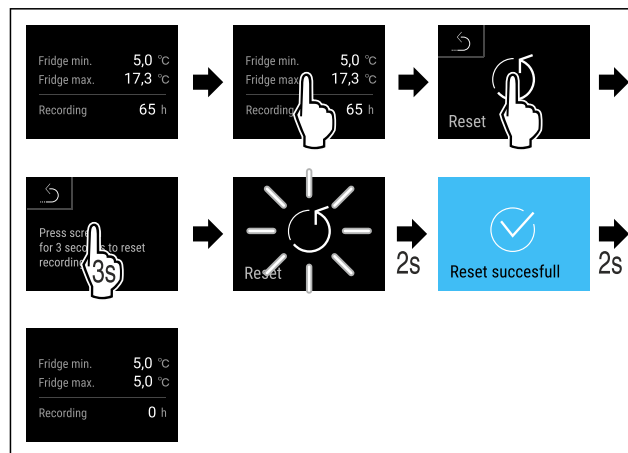 Fridge min. 5,0 °C
Fridge max. 17,3 °C
Recording 65 h
Fridge min. 5,0 °C
Fridge max 17,3 °C
Recording 65 h
Reset
Press screen
for 3 seconds to reset
recording
3s
Reset
2s
Reset succesfull
2s
Fridge min. 5,0 °C
Fridge max. 5,0 °C
Recording 0 h